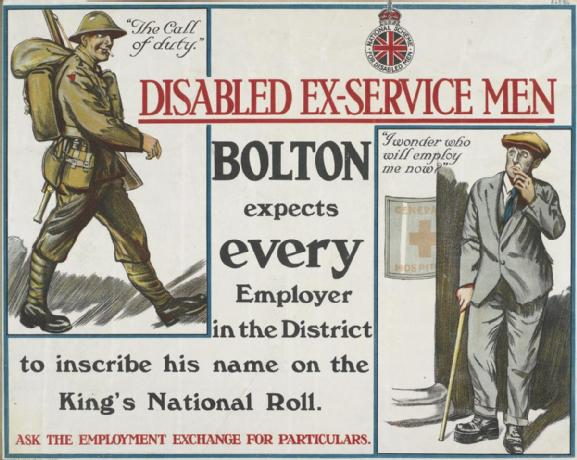 "The Call
of duty."
NATIONAL SCHEME
FOR DISABLED MEN
DISABLED EX-SERVICE MEN
BOLTON
expects
every
Employer
in the District
to inscribe his name on the
King's National Roll.
ASK THE EMPLOYMENT EXCHANGE FOR PARTICULARS.
"I wonder who
will employ
me now?"
GENERA
HOSPIT